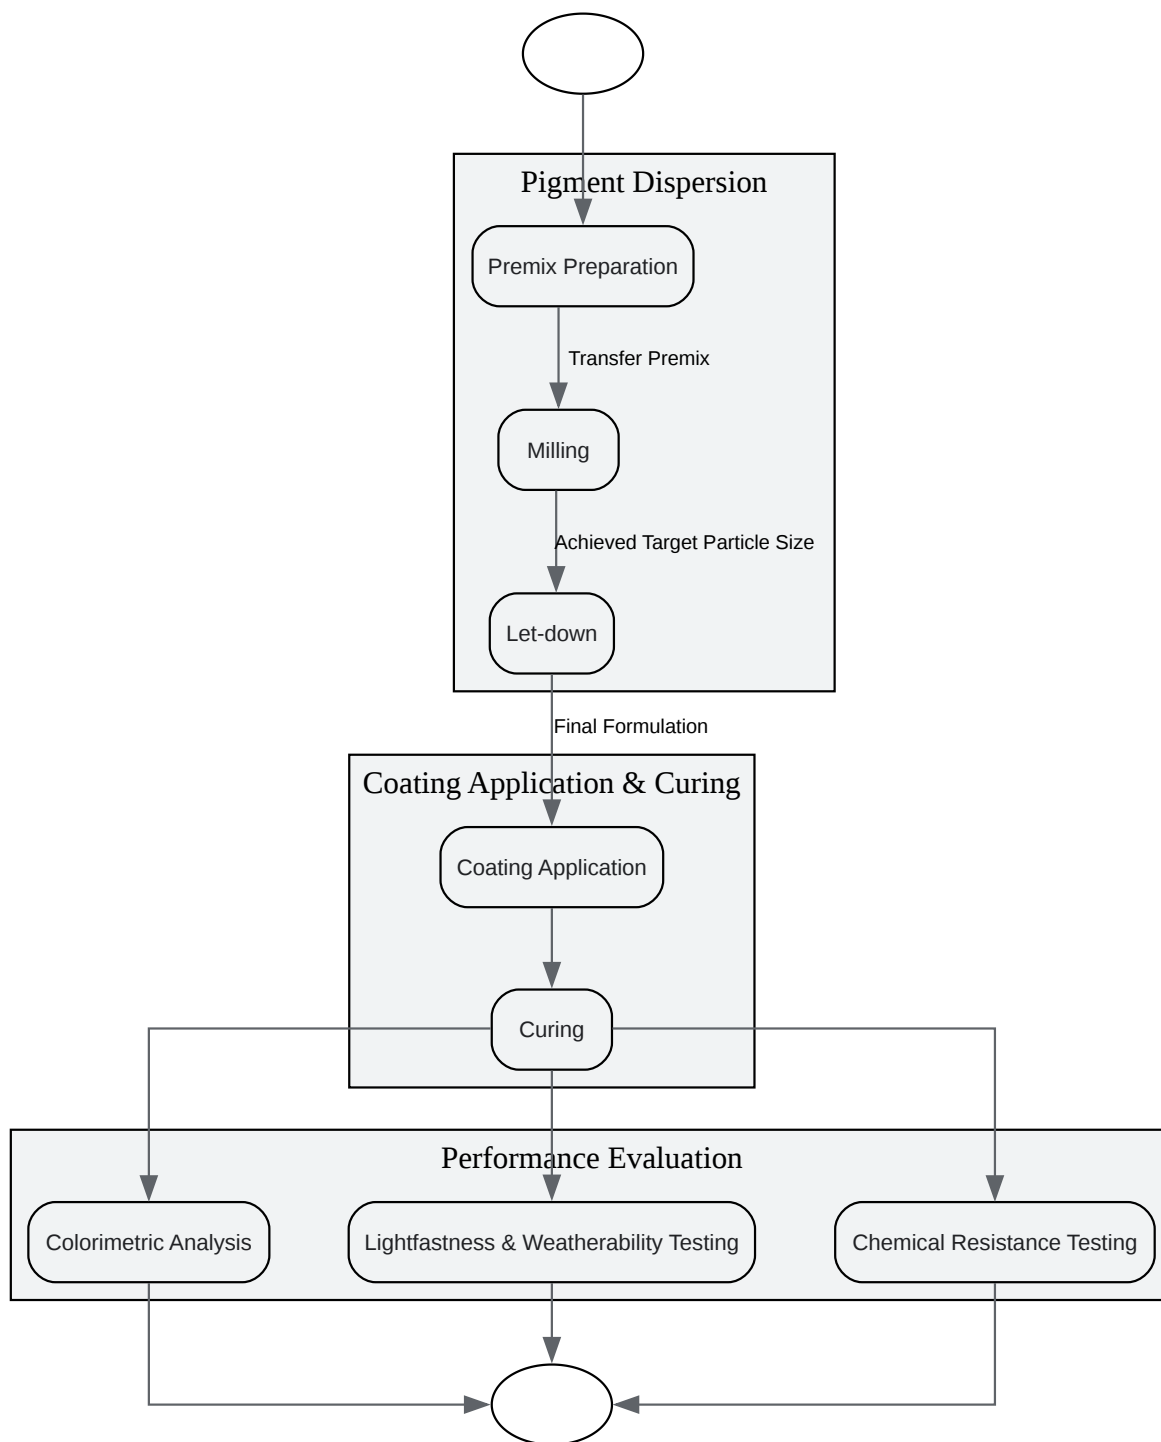 Pigment Dispersion
Premix Preparation
Transfer Premix
Milling
Achieved Target Particle Size
Let-down
Final Formulation
Coating Application & Curing
Coating Application
Curing
Performance Evaluation
Colorimetric Analysis
Lightfastness & Weatherability Testing
Chemical Resistance Testing